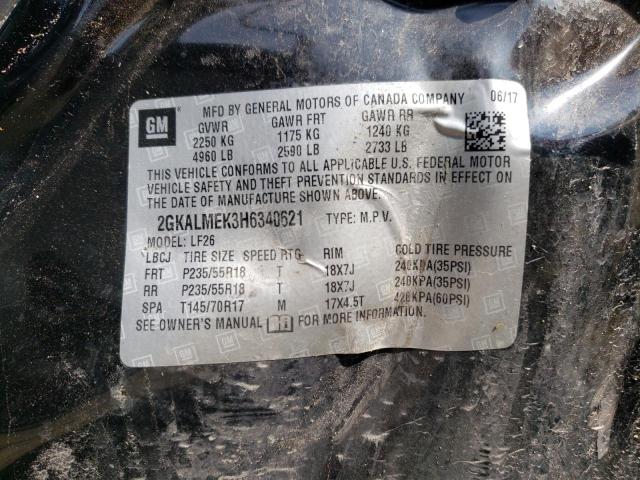 GM
MFD BY GENERAL MOTORS OF CANADA COMPANY 06/17
GVWR GAWR FRT GAWR RR
2250 KG 1175 KG 1240 KG
4960 LB 2590 LB 2733 LB
THIS VEHICLE CONFORMS TO ALL APPLICABLE U.S. FEDERAL MOTOR
VEHICLE SAFETY AND THEFT PREVENTION STANDARDS IN EFFECT ON
THE DATE OF MANUFACTURE SHOWN ABOVE.
2GKALMEK3H6340621 TYPE: M.P.V.
MODEL: LF26
LBCJ TIRE SIZE SPEED RTG RIM COLD TIRE PRESSURE
FRT P235/55R18 T 18X7J 240KPA(35PSI)
RR P235/55R18 T 18X7J 240KPA(35PSI)
SPA T145/70R17 M 17X4.5T 420KPA(60PSI)
SEE OWNER'S MANUAL FOR MORE INFORMATION.